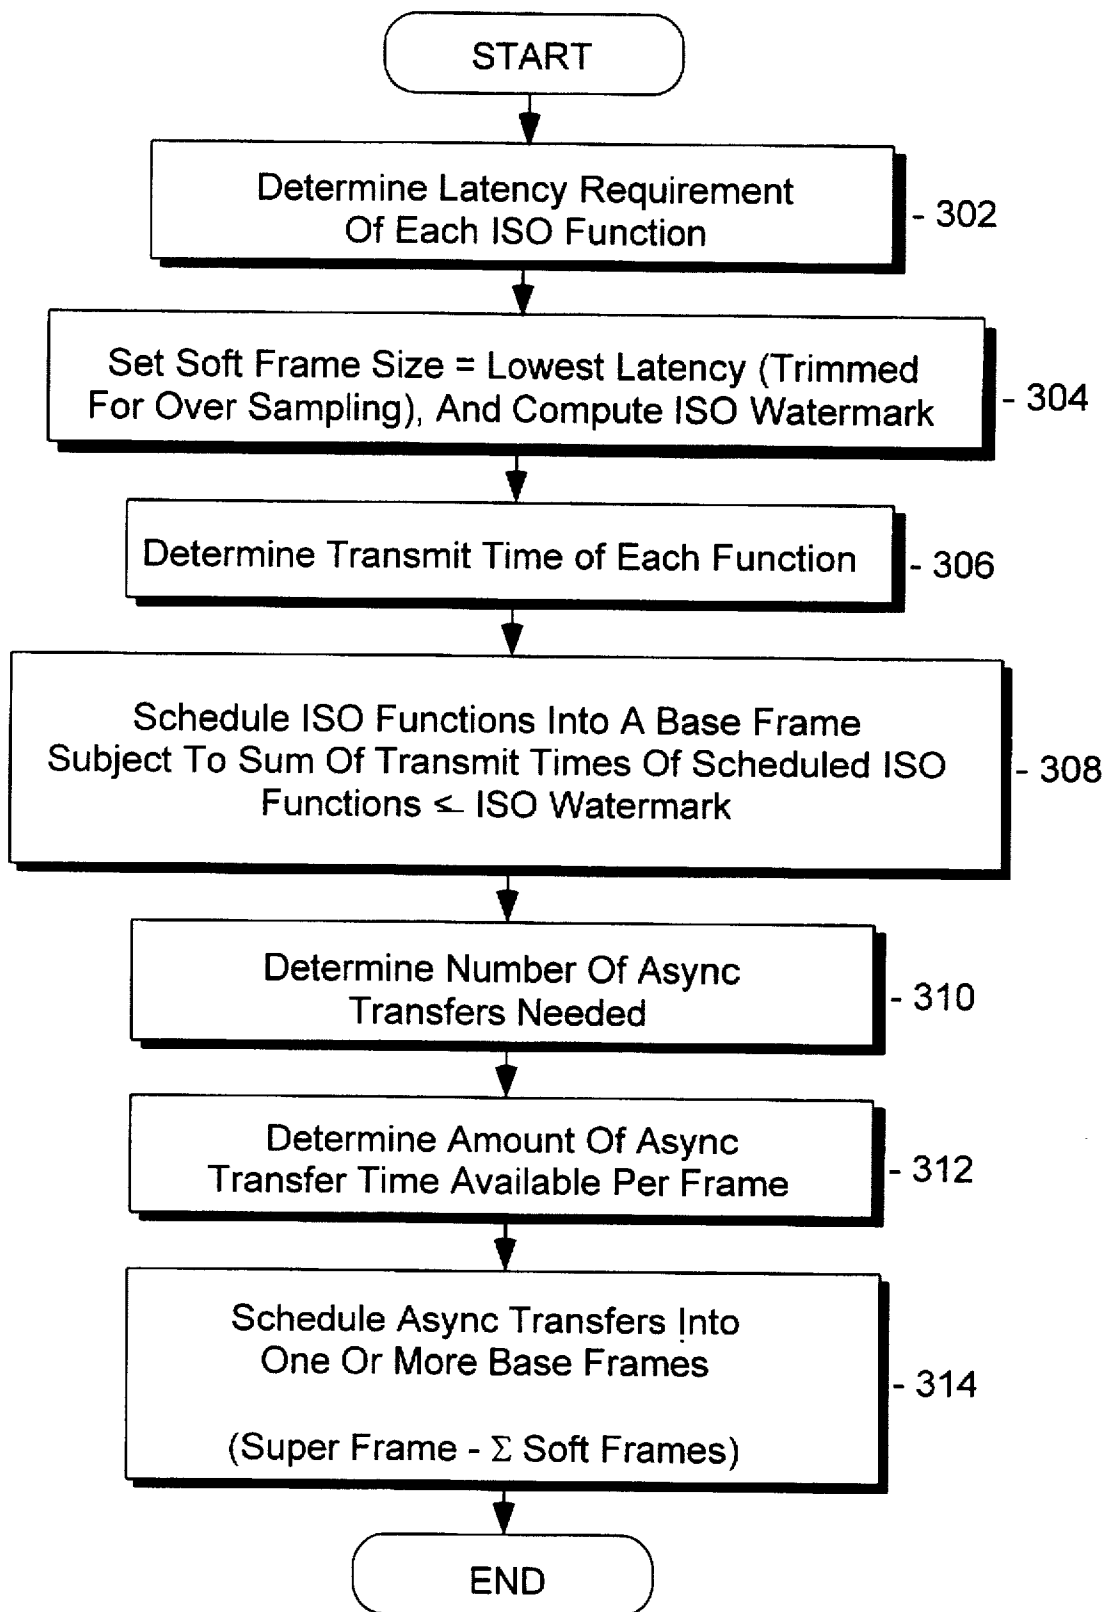 START
Determine Latency Requirement
Of Each ISO Function
- 302
Set Soft Frame Size = Lowest Latency (Trimmed
For Over Sampling), And Compute ISO Watermark
- 304
Determine Transmit Time of Each Function
- 306
Schedule ISO Functions Into A Base Frame
Subject To Sum Of Transmit Times Of Scheduled ISO
Functions ≤ ISO Watermark
- 308
Determine Number Of Async
Transfers Needed
- 310
Determine Amount Of Async
Transfer Time Available Per Frame
- 312
Schedule Async Transfers Into
One Or More Base Frames
(Super Frame - Σ Soft Frames)
- 314
END